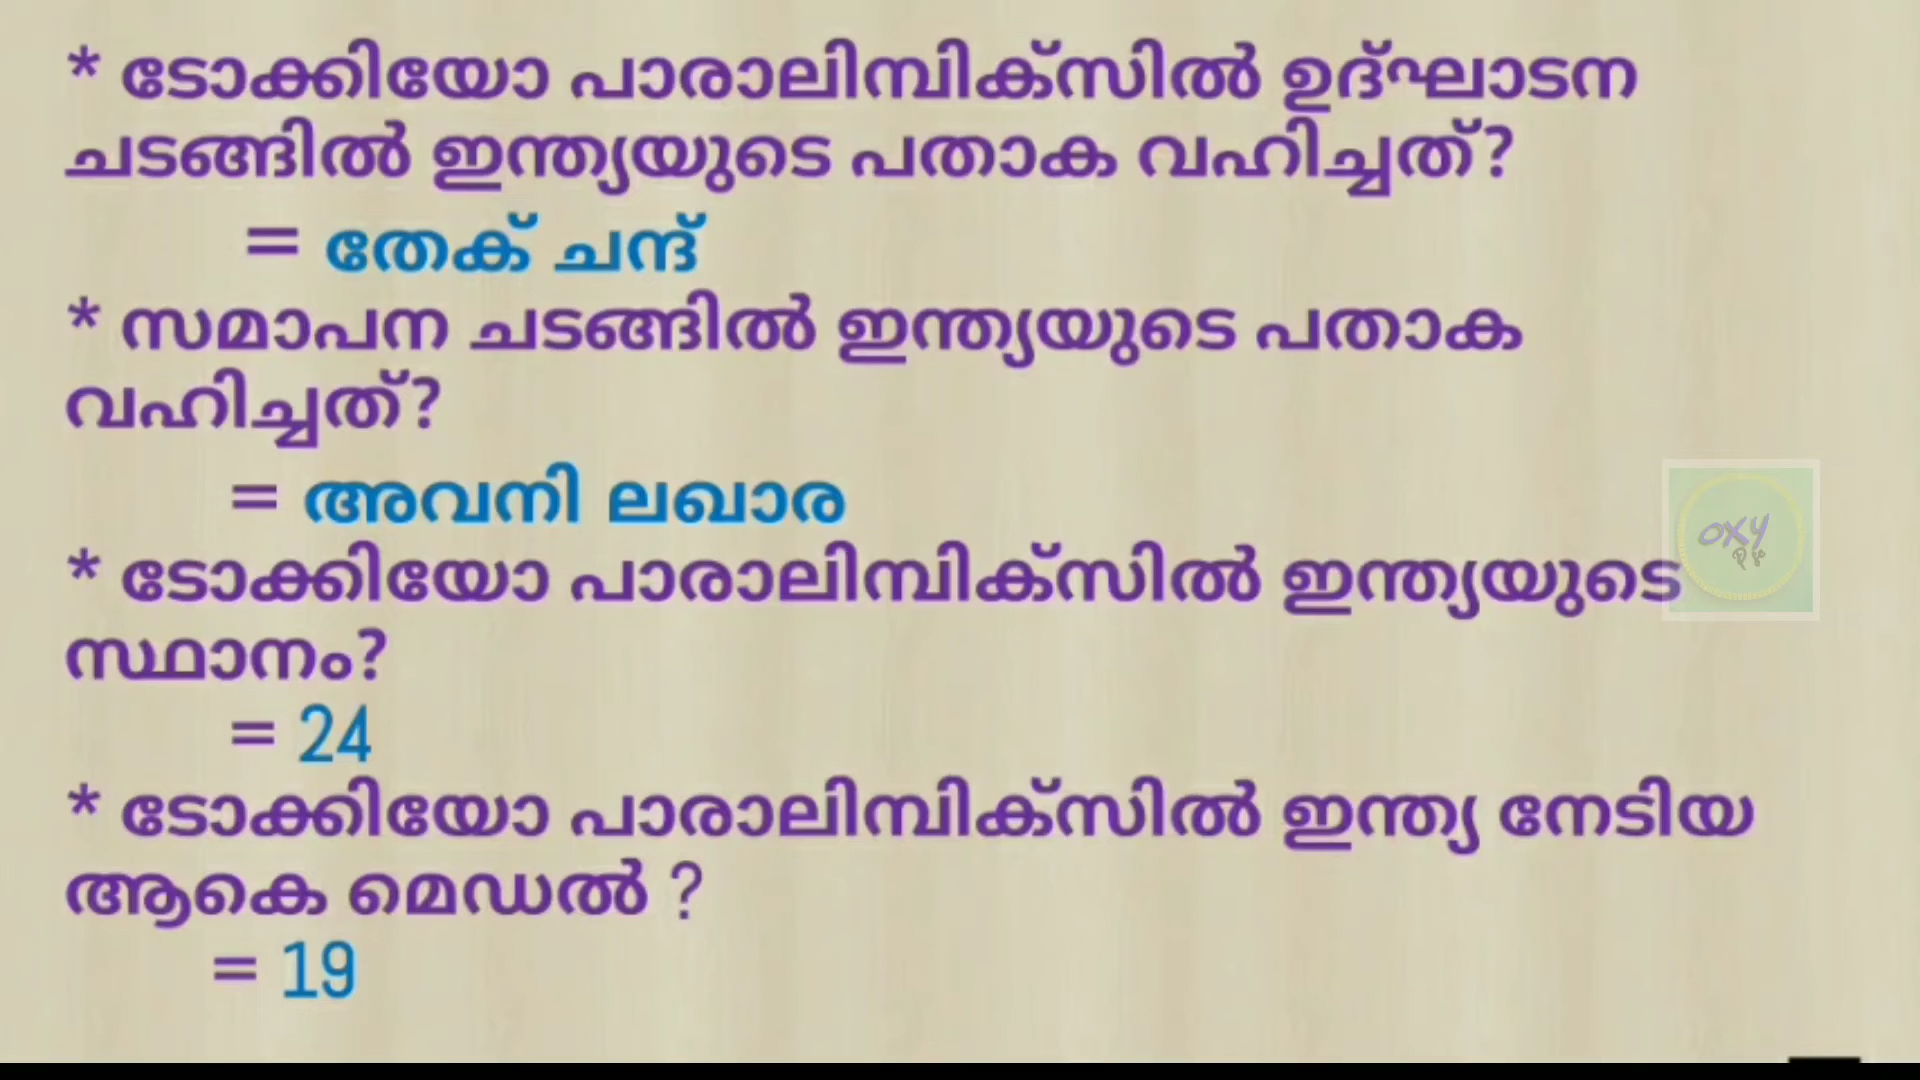 * ടോക്കിയോ പാരാലിമ്പിക്സിൽ ഉദ്ഘാടന
ചടങ്ങിൽ ഇന്ത്യയുടെ പതാക വഹിച്ചത്?
= തേക് ചന്ദ്
* സമാപന ചടങ്ങിൽ ഇന്ത്യയുടെ പതാക
വഹിച്ചത്?
= അവനി ലഖാര
* ടോക്കിയോ പാരാലിമ്പിക്സിൽ ഇന്ത്യയുടെ
സ്ഥാനം?
= 24
* ടോക്കിയോ പാരാലിമ്പിക്സിൽ ഇന്ത്യ നേടിയ
ആകെ മെഡൽ ?
= 19
oxy